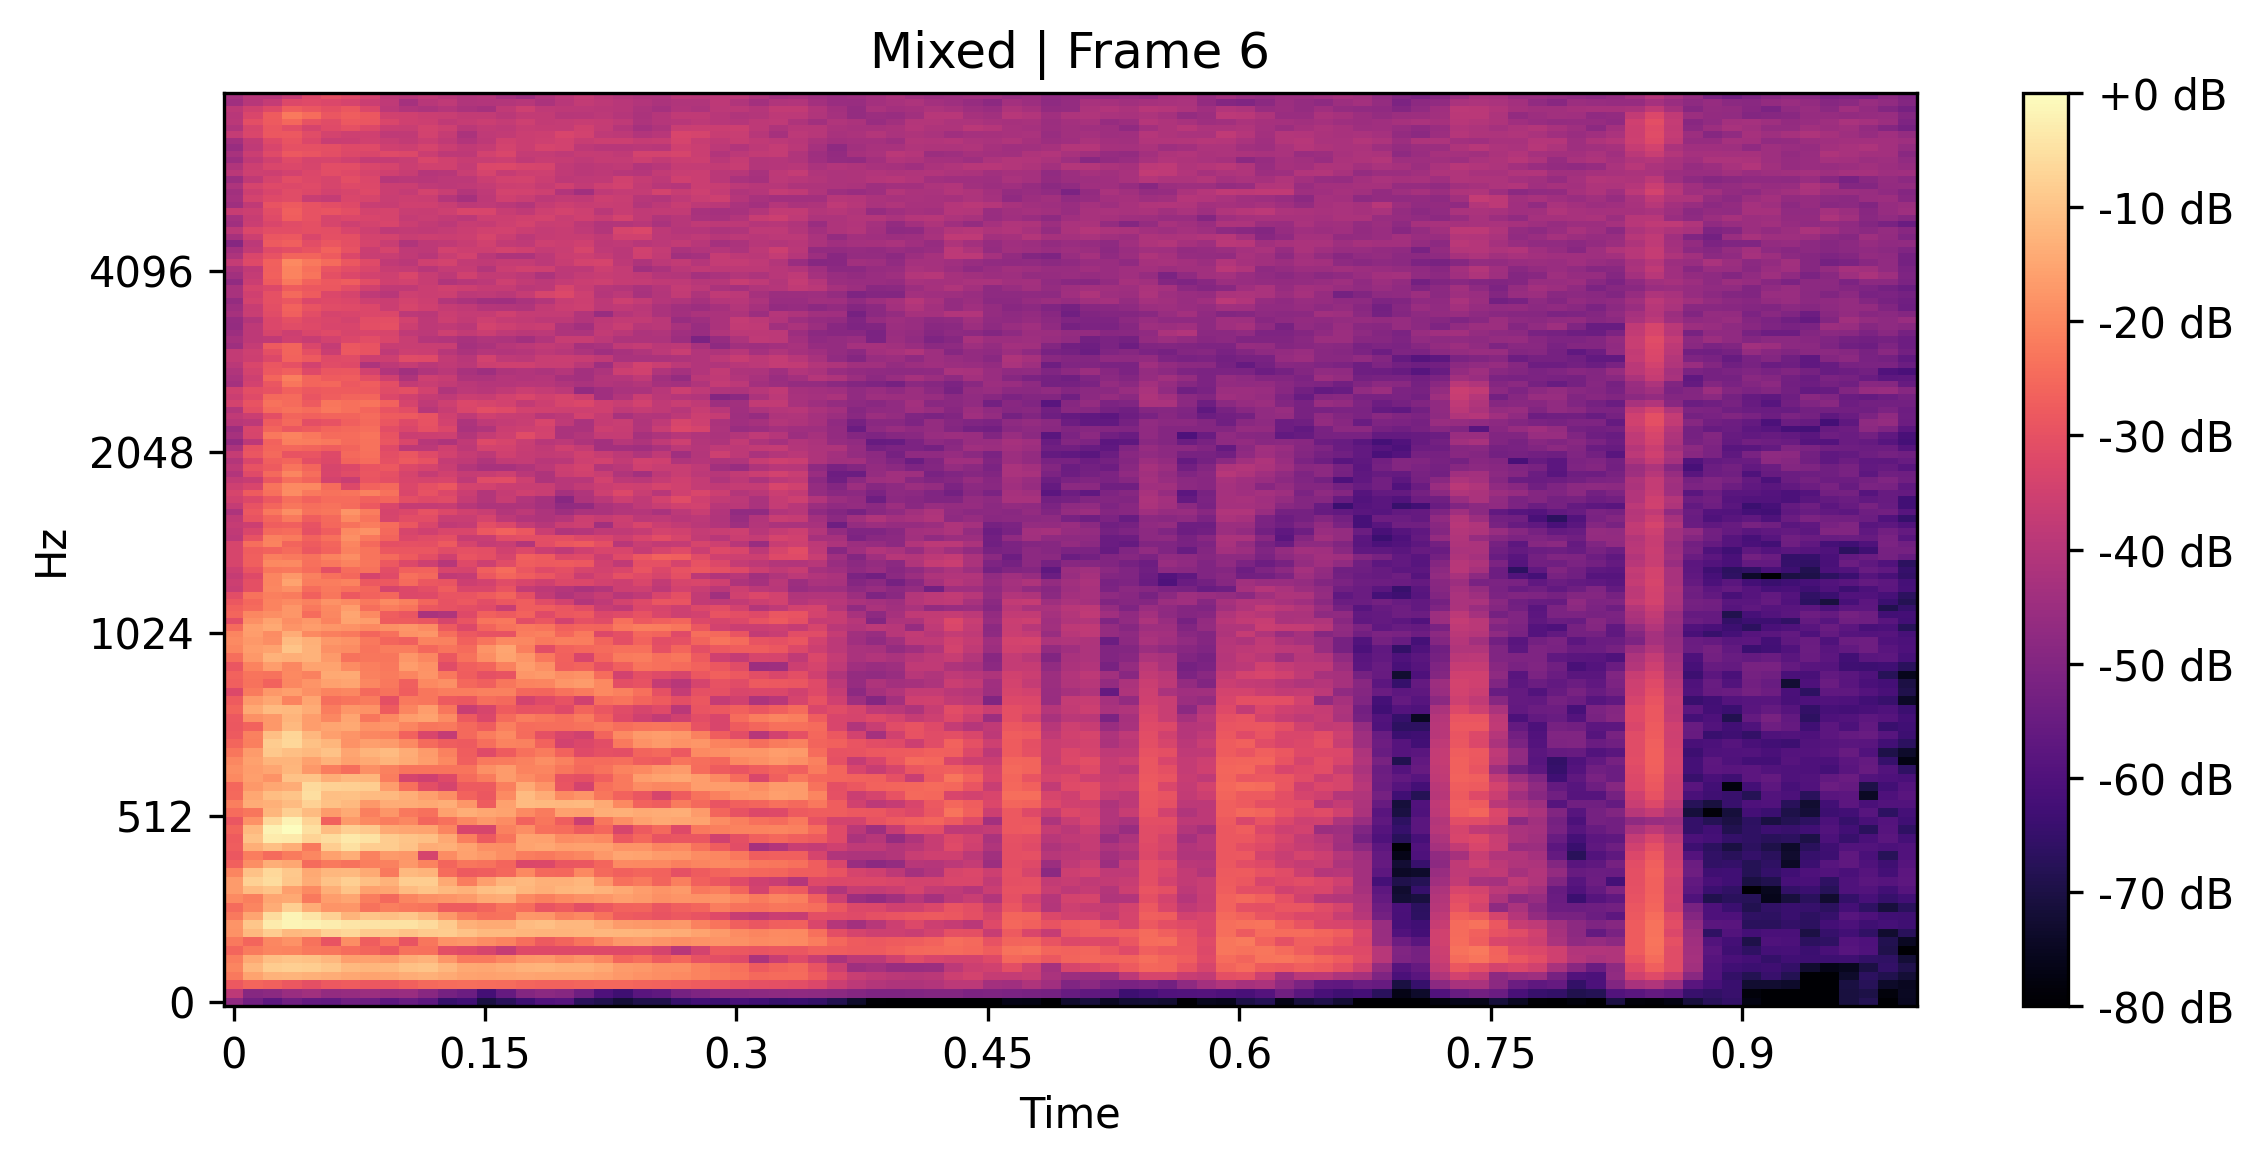 Mixed | Frame 6
Hz
4096
2048
1024
512
0
0 0.15 0.3 0.45 0.6 0.75 0.9
Time
+0 dB
-10 dB
-20 dB
-30 dB
-40 dB
-50 dB
-60 dB
-70 dB
-80 dB